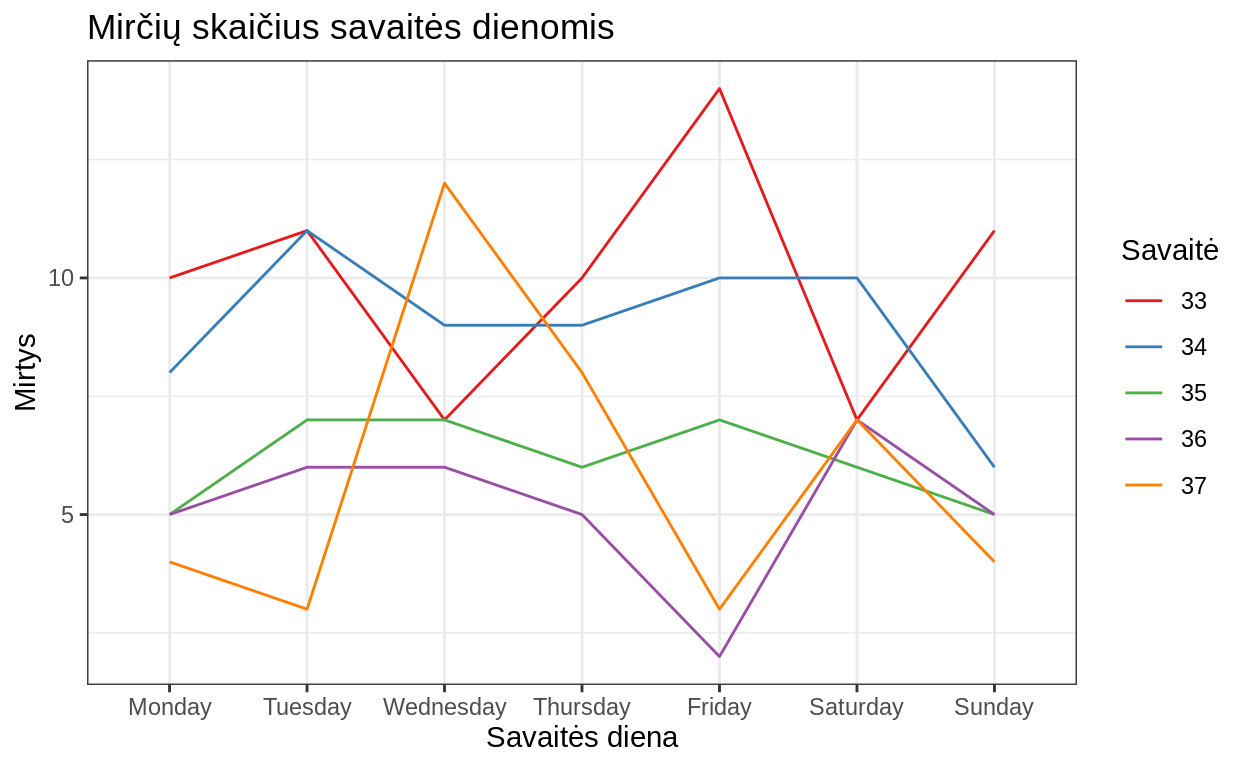 Mirčių skaičius savaitės dienomis
Mirtys
10
5
Monday Tuesday Wednesday Thursday Friday Saturday Sunday
Savaitės diena
Savaitė
33
34
35
36
37